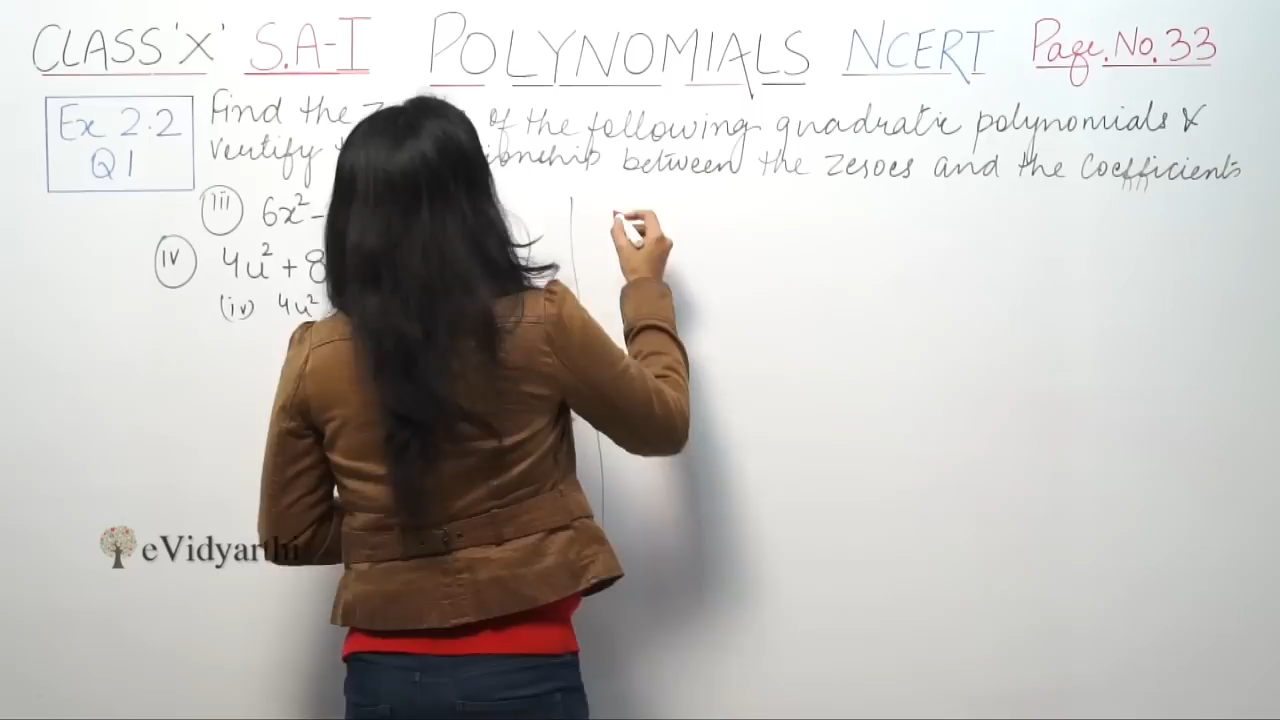 CLASS 'X' S.A-I POLYNOMIALS NCERT Page.No.33
Ex 2.2
Q1
Find the of the following quadratic polynomials &
verify between the zeroes and the coefficients
(iii) 6x² -
(iv) 4u² + 8
(iv) 4u²
eVidyarthi